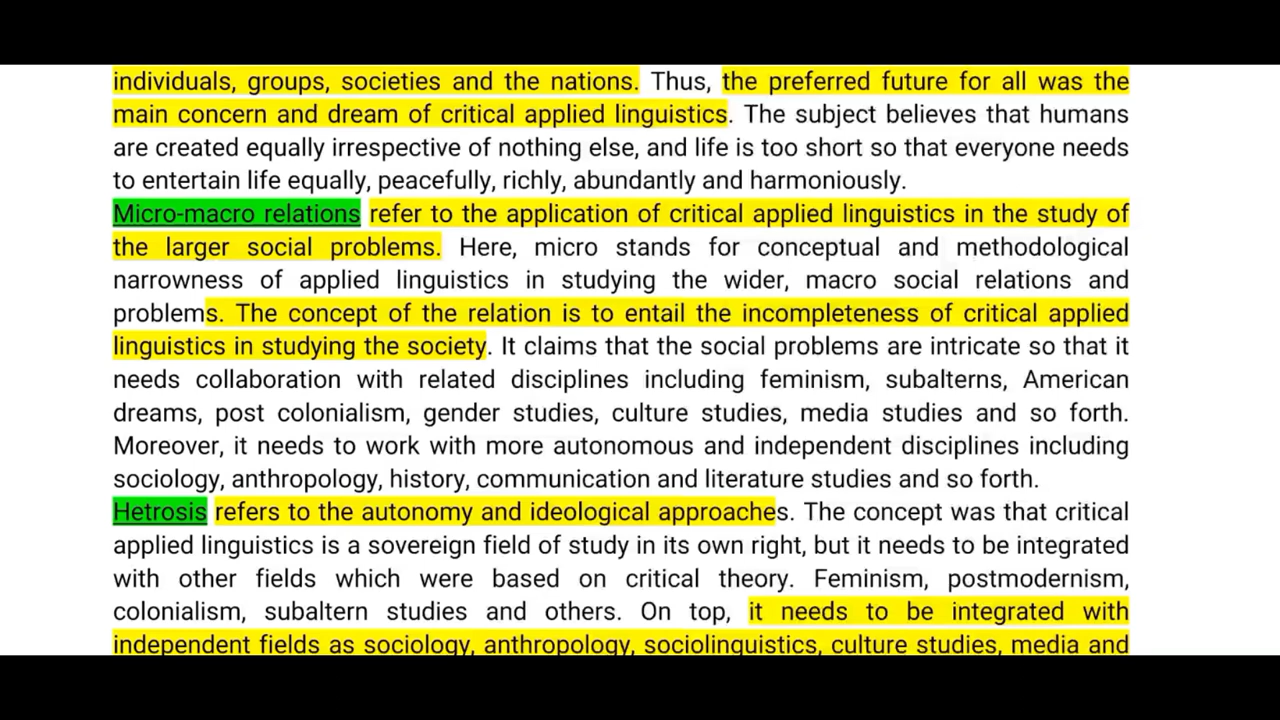 individuals, groups, societies and the nations. Thus, the preferred future for all was the
main concern and dream of critical applied linguistics. The subject believes that humans
are created equally irrespective of nothing else, and life is too short so that everyone needs
to entertain life equally, peacefully, richly, abundantly and harmoniously.
Micro-macro relations refer to the application of critical applied linguistics in the study of
the larger social problems. Here, micro stands for conceptual and methodological
narrowness of applied linguistics in studying the wider, macro social relations and
problems. The concept of the relation is to entail the incompleteness of critical applied
linguistics in studying the society. It claims that the social problems are intricate so that it
needs collaboration with related disciplines including feminism, subalterns, American
dreams, post colonialism, gender studies, culture studies, media studies and so forth.
Moreover, it needs to work with more autonomous and independent disciplines including
sociology, anthropology, history, communication and literature studies and so forth.
Hetrosis refers to the autonomy and ideological approaches. The concept was that critical
applied linguistics is a sovereign field of study in its own right, but it needs to be integrated
with other fields which were based on critical theory. Feminism, postmodernism,
colonialism, subaltern studies and others. On top, it needs to be integrated with
independent fields as sociology, anthropology, sociolinguistics, culture studies, media and